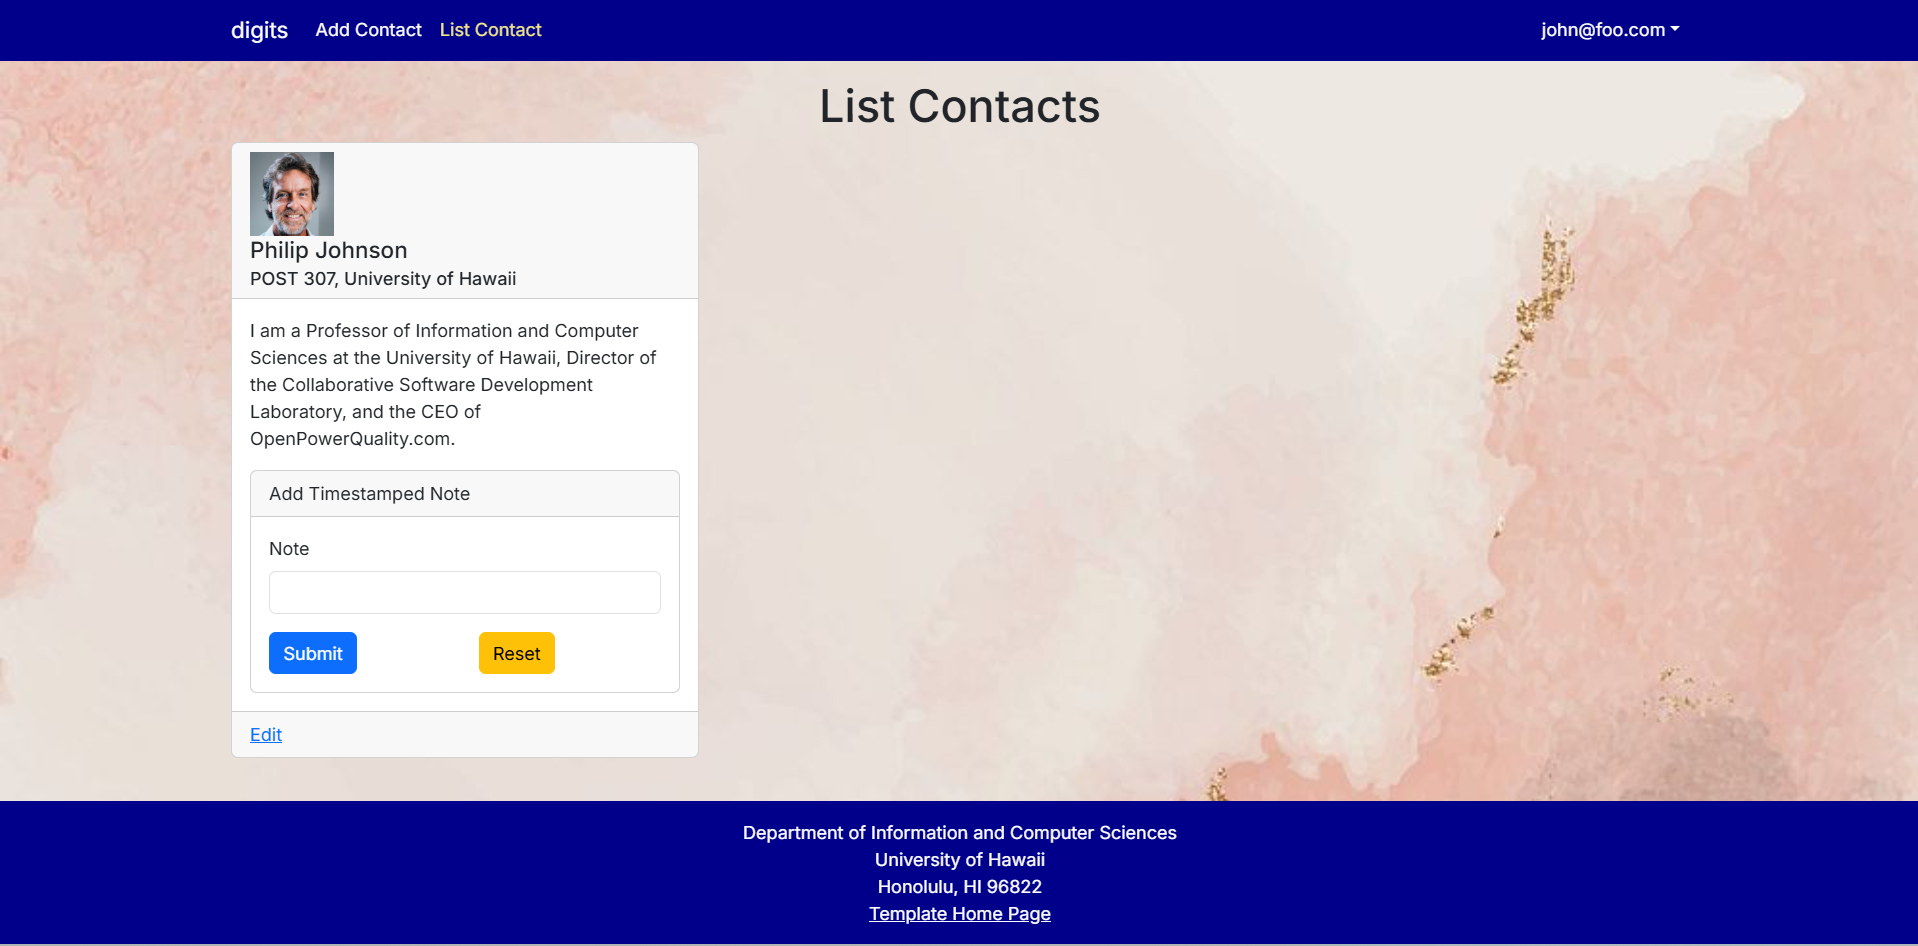 digits Add Contact List Contact john@foo.com
List Contacts
Philip Johnson
POST 307, University of Hawaii
I am a Professor of Information and Computer
Sciences at the University of Hawaii, Director of
the Collaborative Software Development
Laboratory, and the CEO of
OpenPowerQuality.com.
Add Timestamped Note
Note
Submit Reset
Edit
Department of Information and Computer Sciences
University of Hawaii
Honolulu, HI 96822
Template Home Page